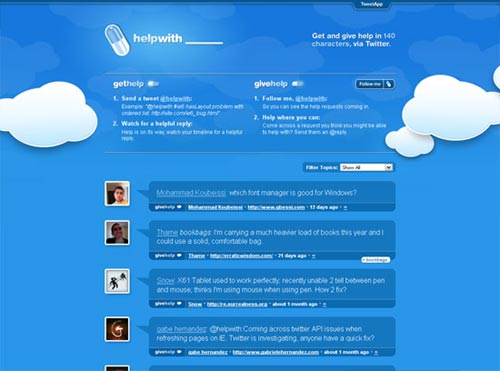 TweetApp
helpwith
Get and give help in 140
characters, via Twitter.
gethelp
1. Send a tweet @helpwith:
Example: "@helpwith the6 hasLayout problem with
ordered list: http://site.com/ie6_bug.html"
2. Watch for a helpful reply:
Help is on its way, watch your timeline for a helpful
reply.
givehelp
Follow me
1. Follow me, @helpwith:
So you can see the help requests coming in.
2. Help where you can:
Come across a request you think you might be able
to help with? Send them an @reply.
Filter Topics: Show All
Mohammad Koubeissi: which font manager is good for Windows?
givehelp Mohammad Koubeissi • http://www.gbessi.com • 12 days ago •
Thame bookbags: I'm carrying a much heavier load of books this year and I
could use a solid, comfortable bag.
givehelp Thame • http://erraticwisdom.com/ • 21 days ago •
Snow: X61 Tablet used to work perfectly; recently unable 2 tell between pen
and mouse; thinks I'm using mouse when using pen. How 2 fix?
givehelp Snow • http://re.surrealness.org • about 1 month ago •
gabe hernandez: @helpwith:Coming across twitter API issues when
refreshing pages on IE. Twitter is investigating, anyone have a quick fix?
givehelp gabe hernandez • http://www.gabrielehernandez.com • about 1 month ago •